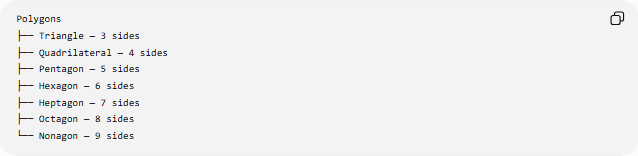 Polygons
├── Triangle — 3 sides
├── Quadrilateral — 4 sides
├── Pentagon — 5 sides
├── Hexagon — 6 sides
├── Heptagon — 7 sides
├── Octagon — 8 sides
└── Nonagon — 9 sides